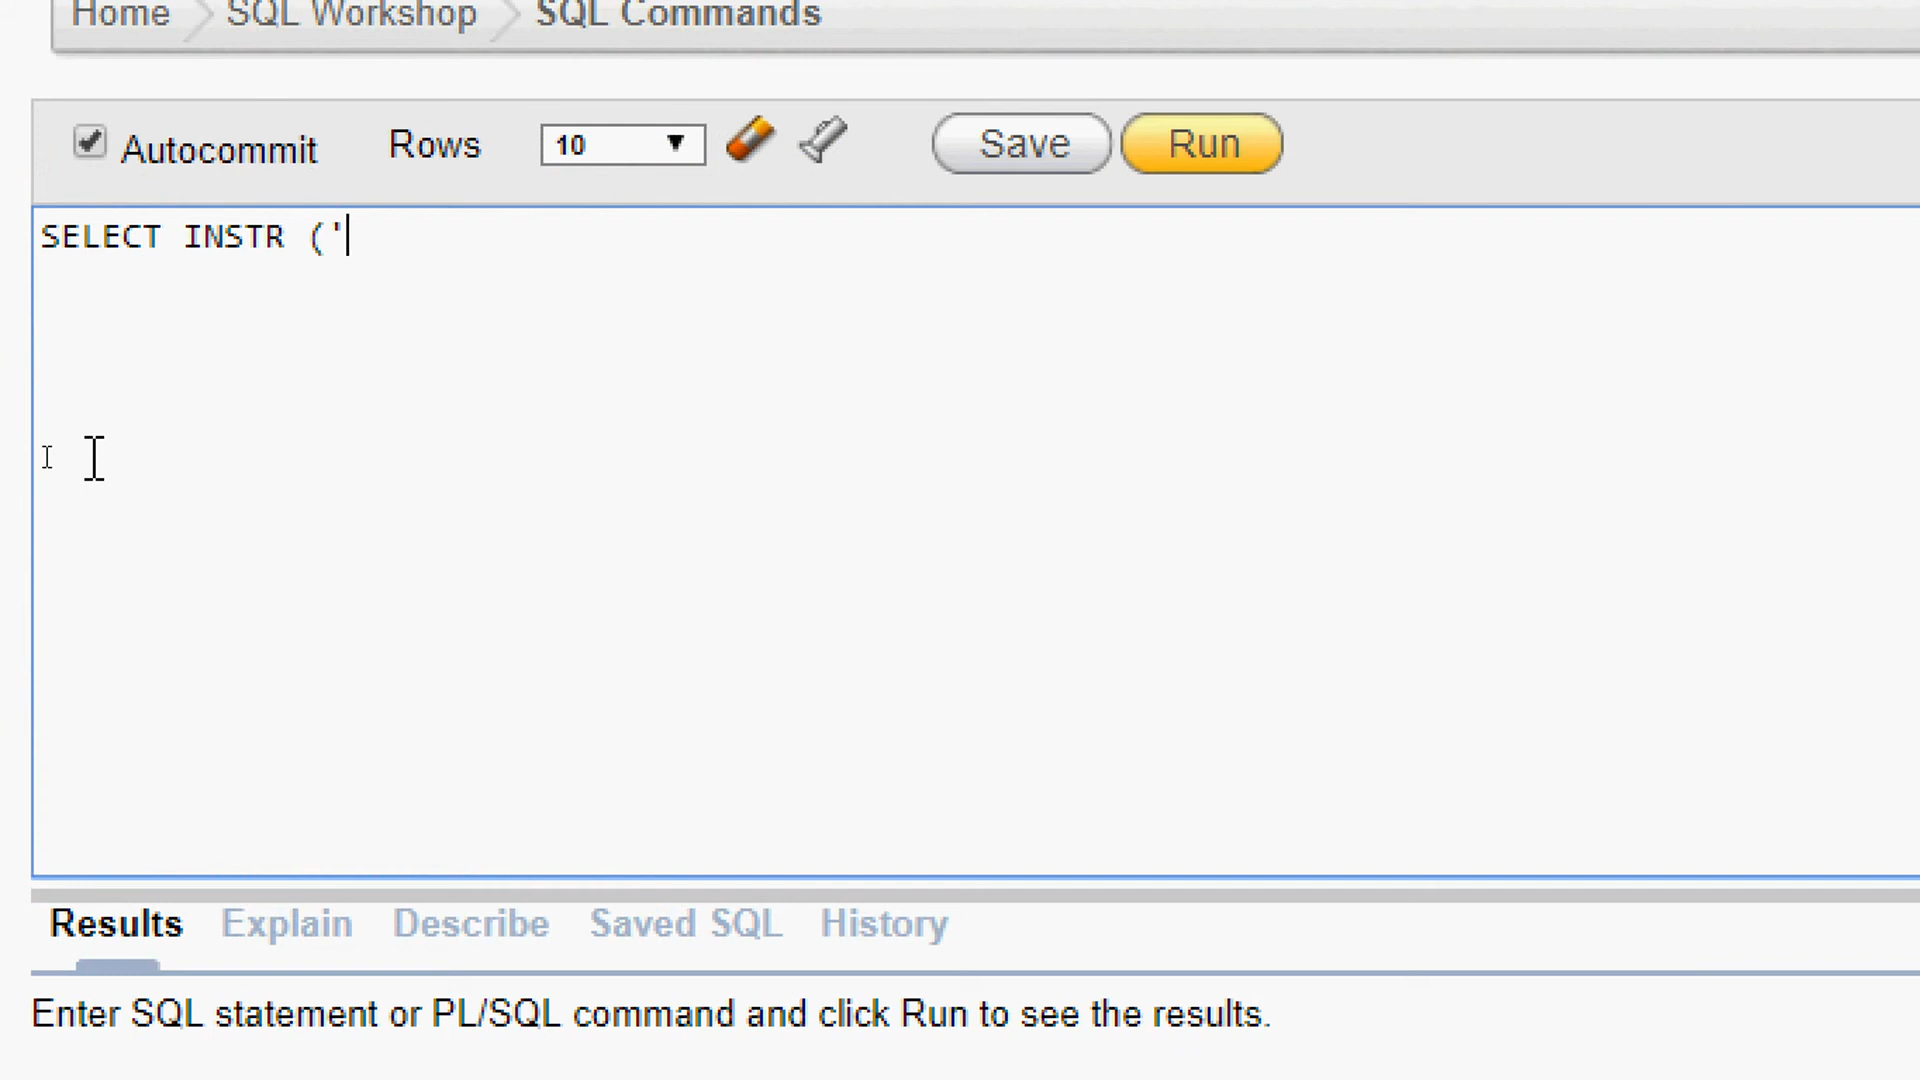 Home SQL Workshop SQL Commands
Autocommit Rows 10 Save Run
SELECT INSTR ('
Results Explain Describe Saved SQL History
Enter SQL statement or PL/SQL command and click Run to see the results.